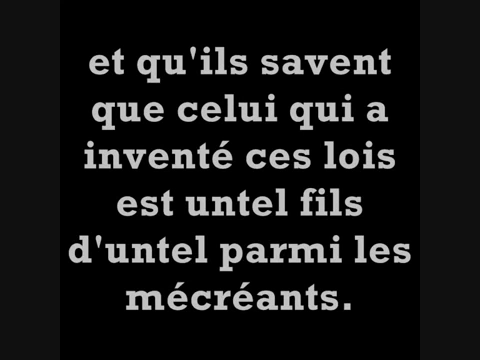 et qu'ils savent
que celui qui a
inventé ces lois
est untel fils
d'untel parmi les
mécréants.